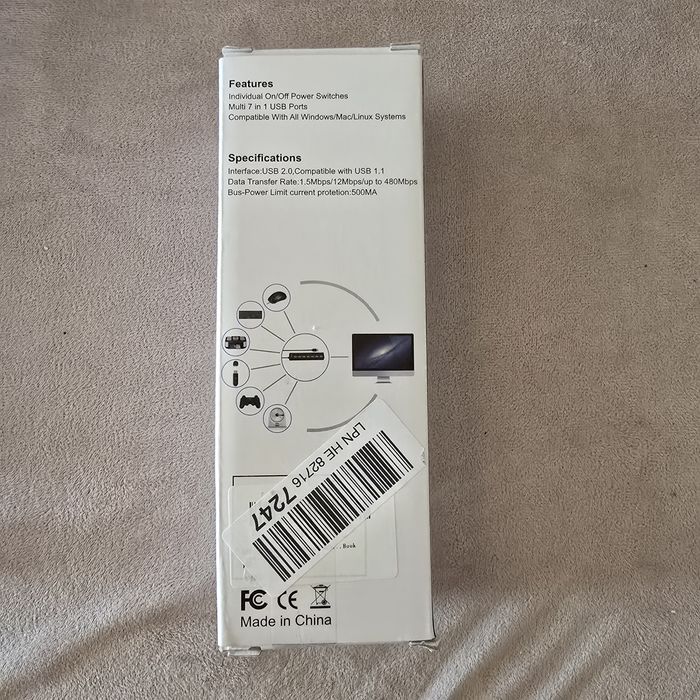 Features
Individual On/Off Power Switches
Multi 7 in 1 USB Ports
Compatible With All Windows/Mac/Linux Systems
Specifications
Interface:USB 2.0,Compatible with USB 1.1
Data Transfer Rate:1.5Mbps/12Mbps/up to 480Mbps
Bus-Power Limit current protetion:500MA
LPN HE 82716 7247
...Book
FC CE
Made in China